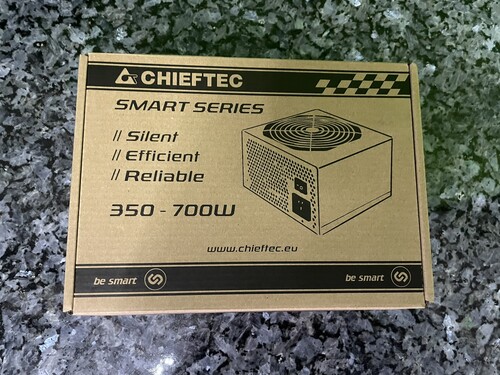 CHIEFTEC
SMART SERIES
// Silent
// Efficient
// Reliable
350 - 700W
www.chieftec.eu
be smart
be smart